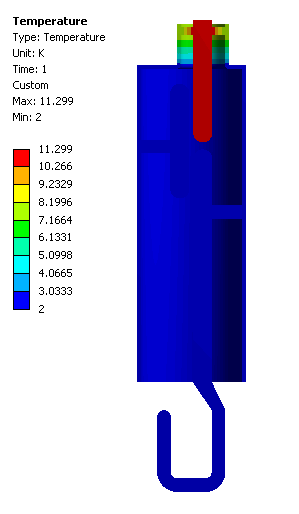 Temperature
Type: Temperature
Unit: K
Time: 1
Custom
Max: 11.299
Min: 2
11.299
10.266
9.2329
8.1996
7.1664
6.1331
5.0998
4.0665
3.0333
2